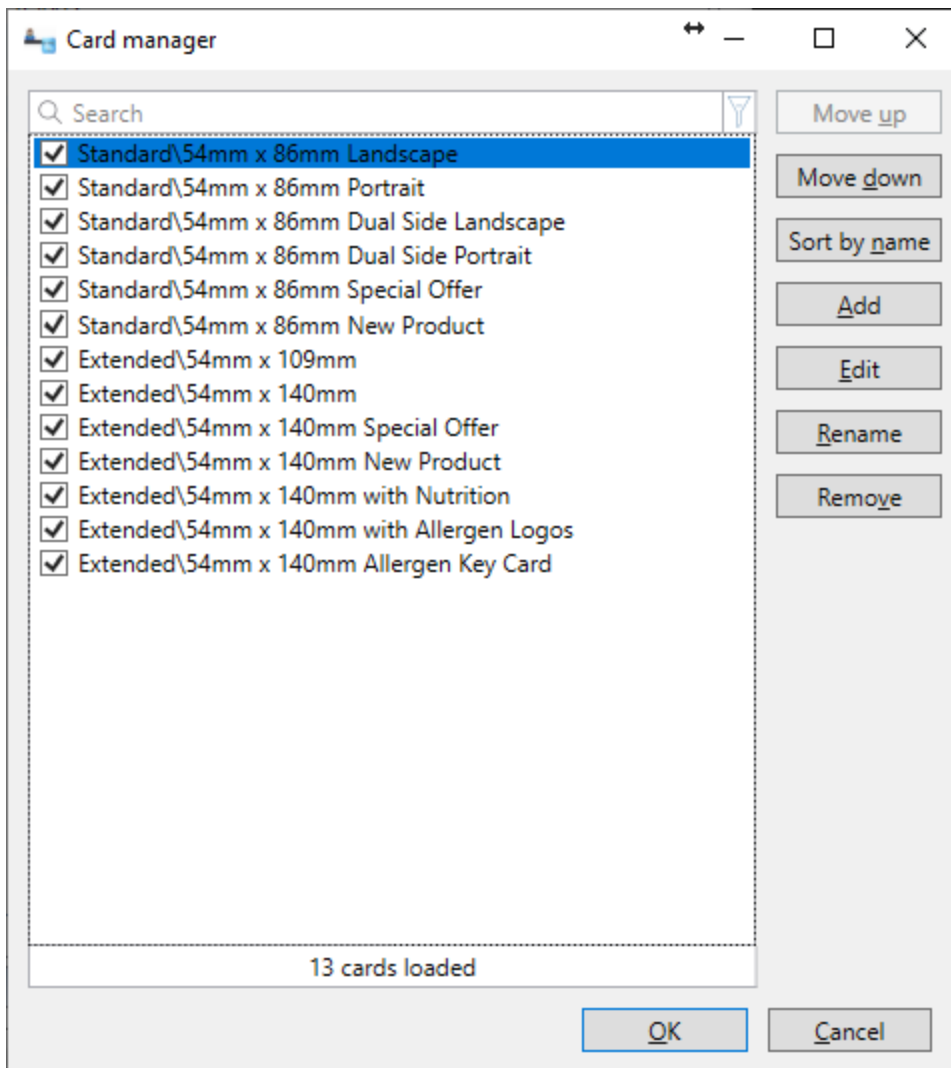 Card manager
Search
Standard\54mm x 86mm Landscape
Standard\54mm x 86mm Portrait
Standard\54mm x 86mm Dual Side Landscape
Standard\54mm x 86mm Dual Side Portrait
Standard\54mm x 86mm Special Offer
Standard\54mm x 86mm New Product
Extended\54mm x 109mm
Extended\54mm x 140mm
Extended\54mm x 140mm Special Offer
Extended\54mm x 140mm New Product
Extended\54mm x 140mm with Nutrition
Extended\54mm x 140mm with Allergen Logos
Extended\54mm x 140mm Allergen Key Card
13 cards loaded
Move up
Move down
Sort by name
Add
Edit
Rename
Remove
OK
Cancel